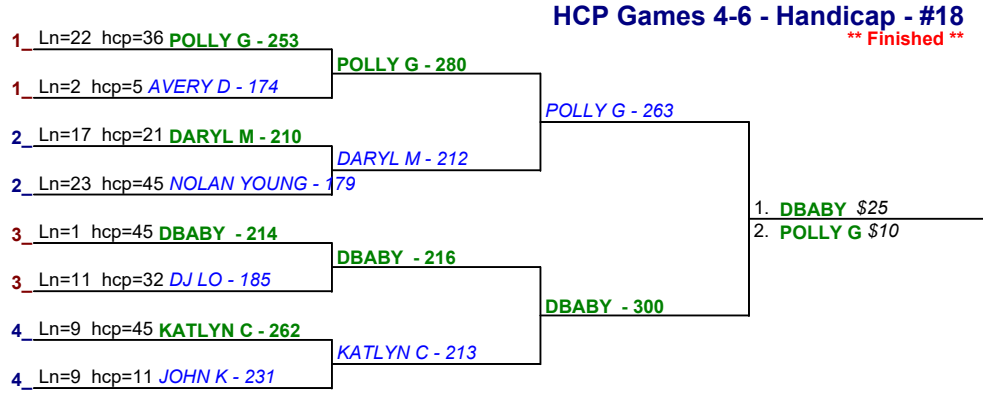 HCP Games 4-6 - Handicap - #18
** Finished **
1_ Ln=22 hcp=36 POLLY G - 253
POLLY G - 280
1_ Ln=2 hcp=5 AVERY D - 174
POLLY G - 263
2_ Ln=17 hcp=21 DARYL M - 210
DARYL M - 212
2_ Ln=23 hcp=45 NOLAN YOUNG - 179
1. DBABY $25
2. POLLY G $10
3_ Ln=1 hcp=45 DBABY - 214
DBABY - 216
3_ Ln=11 hcp=32 DJ LO - 185
DBABY - 300
4_ Ln=9 hcp=45 KATLYN C - 262
KATLYN C - 213
4_ Ln=9 hcp=11 JOHN K - 231